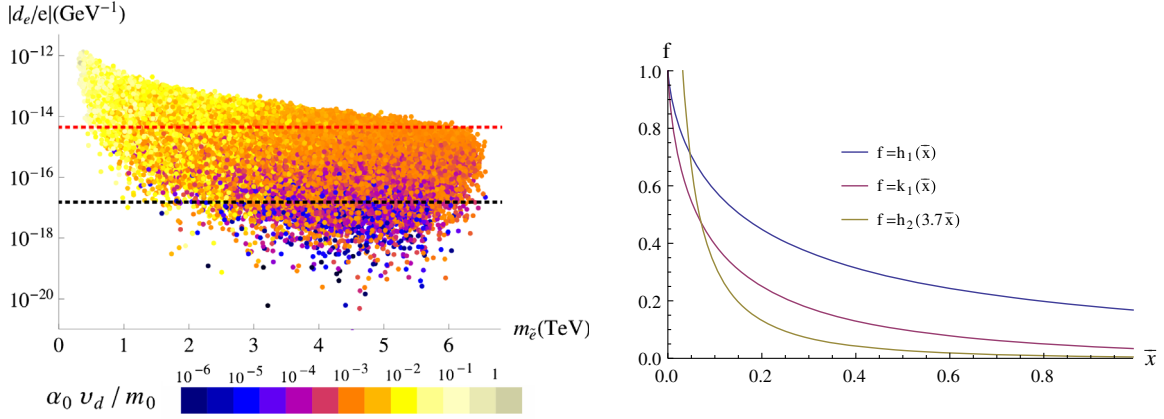 |d_e/e|(GeV^{-1})
10^{-12}
10^{-14}
10^{-16}
10^{-18}
10^{-20}
0 1 2 3 4 5 6 m_ẽ(TeV)
10^{-6} 10^{-5} 10^{-4} 10^{-3} 10^{-2} 10^{-1} 1
α_0 υ_d / m_0
f
1.0
0.8
0.6
0.4
0.2
0.0
0.0 0.2 0.4 0.6 0.8 x̄
f=h_1(x̄)
f=k_1(x̄)
f=h_2(3.7x̄)